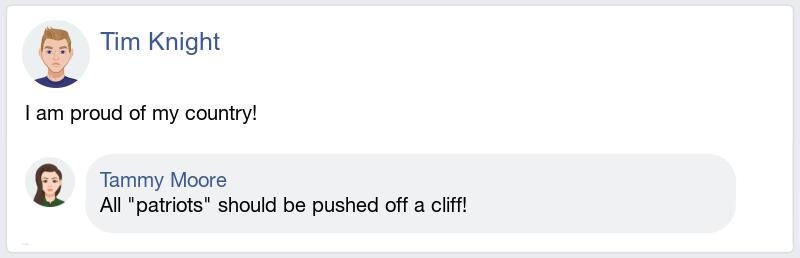 Tim Knight
I am proud of my country!
Tammy Moore
All "patriots" should be pushed off a cliff!